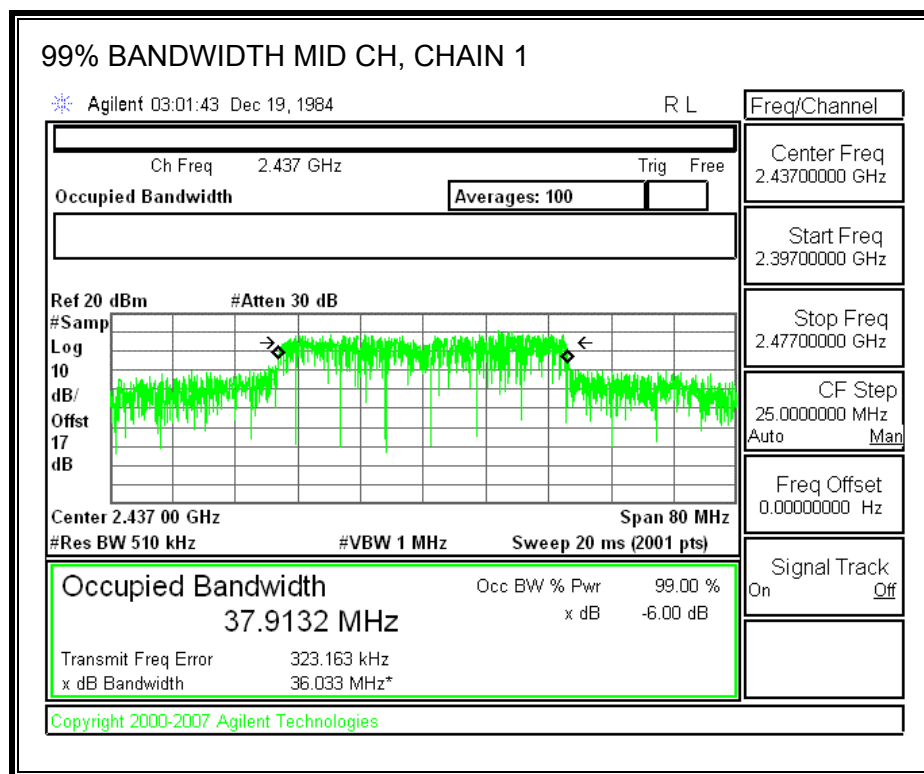 99% BANDWIDTH MID CH, CHAIN 1
Agilent 03:01:43 Dec 19, 1984 R L
Ch Freq 2.437 GHz Trig Free
Occupied Bandwidth Averages: 100
Ref 20 dBm #Atten 30 dB
#Samp
Log
10
dB/
Offst
17
dB
Center 2.437 00 GHz Span 80 MHz
#Res BW 510 kHz #VBW 1 MHz Sweep 20 ms (2001 pts)
Occupied Bandwidth Occ BW % Pwr 99.00 %
37.9132 MHz x dB -6.00 dB
Transmit Freq Error 323.163 kHz
x dB Bandwidth 36.033 MHz*
Copyright 2000-2007 Agilent Technologies
Freq/Channel
Center Freq
2.43700000 GHz
Start Freq
2.39700000 GHz
Stop Freq
2.47700000 GHz
CF Step
25.0000000 MHz
Auto Man
Freq Offset
0.00000000 Hz
Signal Track
On Off